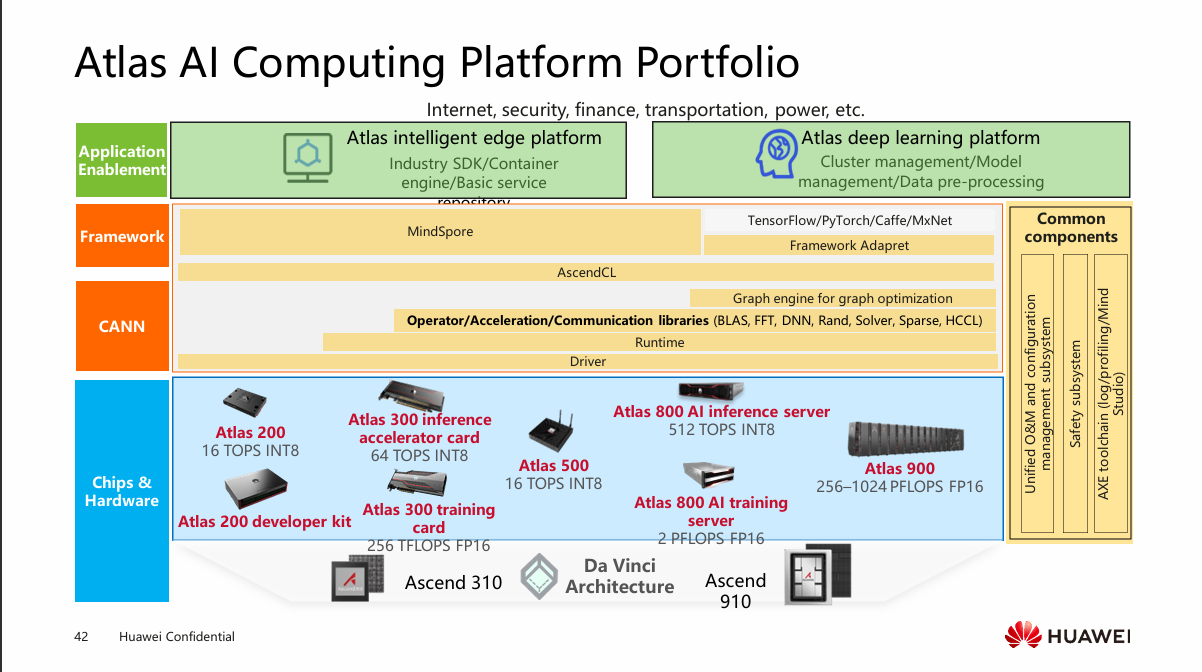 Atlas AI Computing Platform Portfolio
Internet, security, finance, transportation, power, etc.
Application
Enablement
Atlas intelligent edge platform
Industry SDK/Container
engine/Basic service
repository
Atlas deep learning platform
Cluster management/Model
management/Data pre-processing
Framework
MindSpore
TensorFlow/PyTorch/Caffe/MxNet
Framework Adapret
AscendCL
CANN
Graph engine for graph optimization
Operator/Acceleration/Communication libraries (BLAS, FFT, DNN, Rand, Solver, Sparse, HCCL)
Runtime
Driver
Common
components
Unified O&M and configuration
management subsystem
Safety subsystem
AXE toolchain (log/profiling/Mind
Studio)
Chips &
Hardware
Atlas 200
16 TOPS INT8
Atlas 200 developer kit
Atlas 300 inference
accelerator card
64 TOPS INT8
Atlas 300 training
card
256 TFLOPS FP16
Atlas 500
16 TOPS INT8
Atlas 800 AI inference server
512 TOPS INT8
Atlas 800 AI training
server
2 PFLOPS FP16
Atlas 900
256–1024 PFLOPS FP16
Ascend 310
Da Vinci
Architecture
Ascend
910
42
Huawei Confidential
HUAWEI